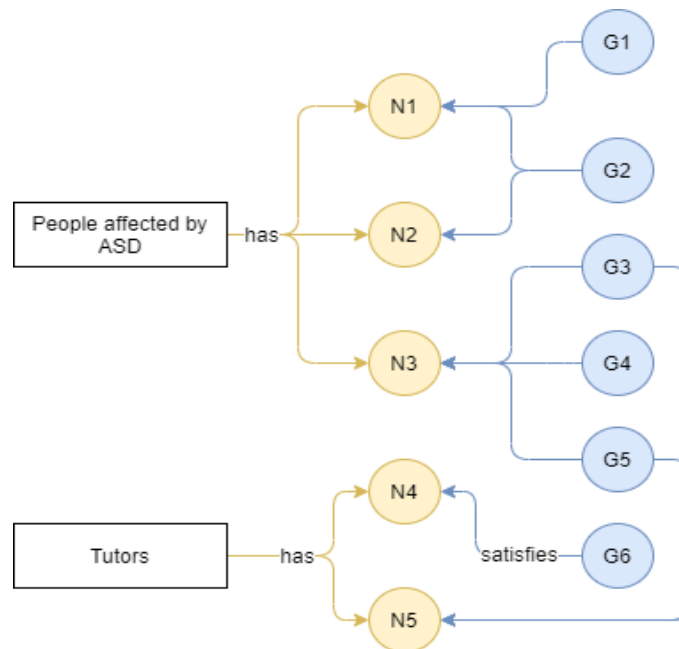 G1
N1
G2
People affected by
ASD
has
N2
G3
N3
G4
G5
N4
Tutors
has
satisfies
G6
N5